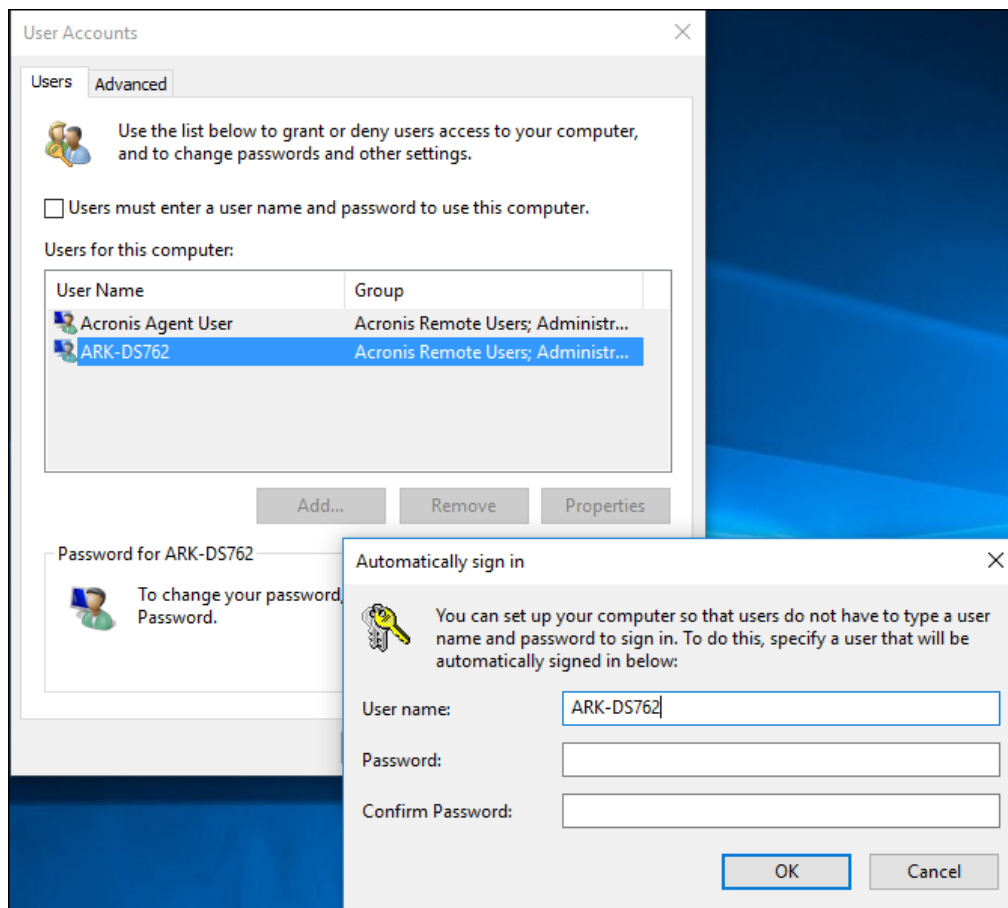 User Accounts
Users
Advanced
Use the list below to grant or deny users access to your computer,
and to change passwords and other settings.
Users must enter a user name and password to use this computer.
Users for this computer:
User Name
Group
Acronis Agent User
Acronis Remote Users; Administr...
ARK-DS762
Acronis Remote Users; Administr...
Add...
Remove
Properties
Password for ARK-DS762
To change your password,
Password.
Automatically sign in
You can set up your computer so that users do not have to type a user
name and password to sign in. To do this, specify a user that will be
automatically signed in below:
User name:
ARK-DS762
Password:
Confirm Password:
OK
Cancel